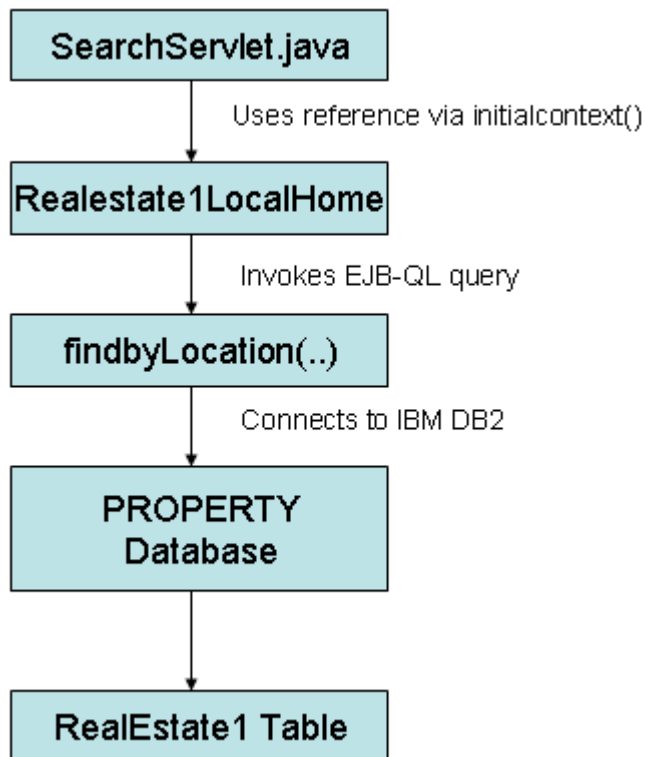 SearchServlet.java
Uses reference via initialcontext()
Realestate1LocalHome
Invokes EJB-QL query
findbyLocation(..)
Connects to IBM DB2
PROPERTY
Database
RealEstate1 Table